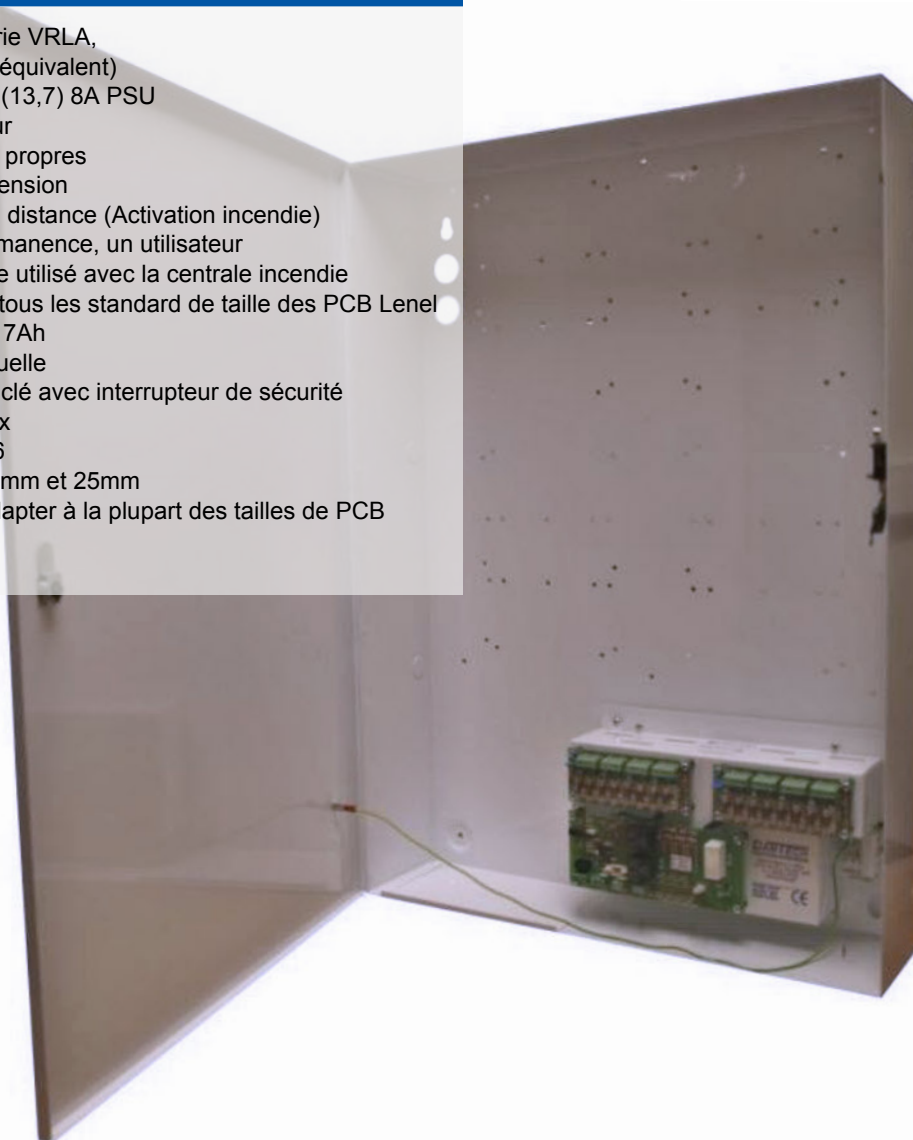 rie VRLA,
équivalent)
(13,7) 8A PSU
ur
propres
ension
distance (Activation incendie)
manence, un utilisateur
e utilisé avec la centrale incendie
tous les standard de taille des PCB Lenel
7Ah
uelle
clé avec interrupteur de sécurité
x
6
mm et 25mm
lapter à la plupart des tailles de PCB
CE